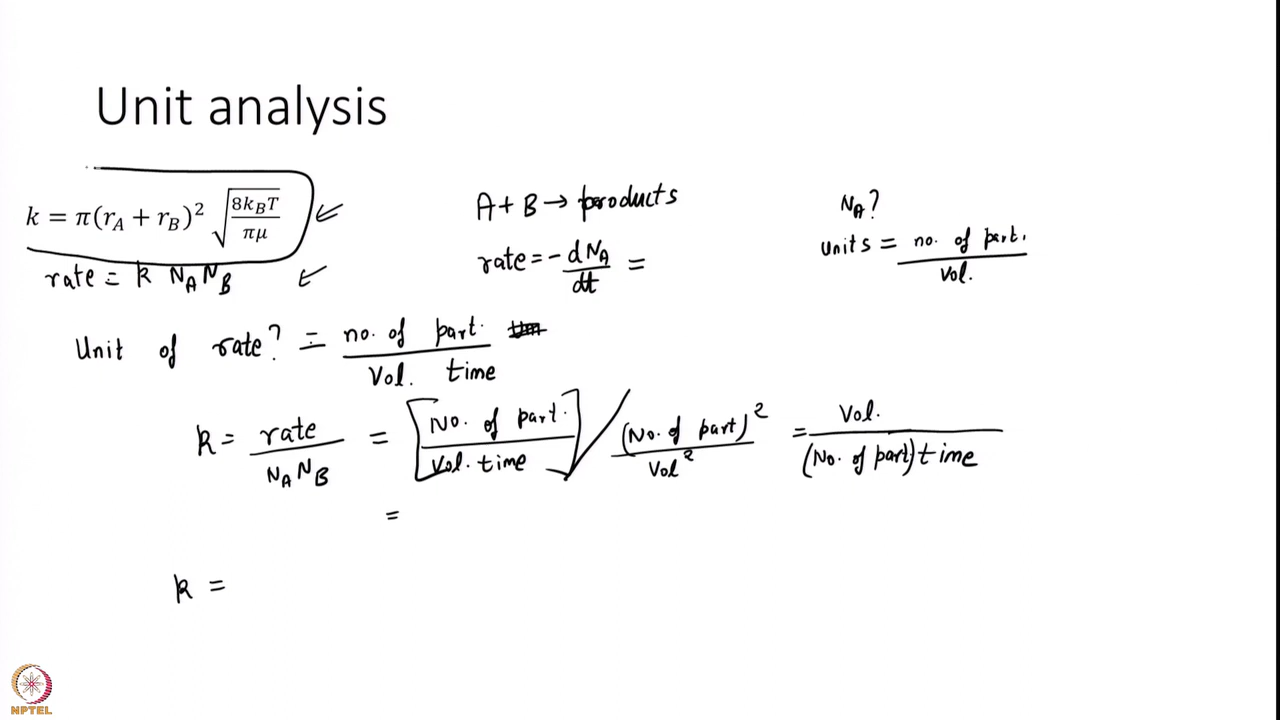 Unit analysis
k = π(r_A + r_B)² √(8k_BT / πμ)
rate = k N_A N_B
A + B → products
rate = - dN_A / dt =
N_A?
units = no. of part. / vol.
Unit of rate? = no. of part. / Vol. time
k = rate / N_A N_B = [No. of part. / Vol. time] / (No. of part)² / Vol² = Vol. / (No. of part) time
=
k =
NPTEL